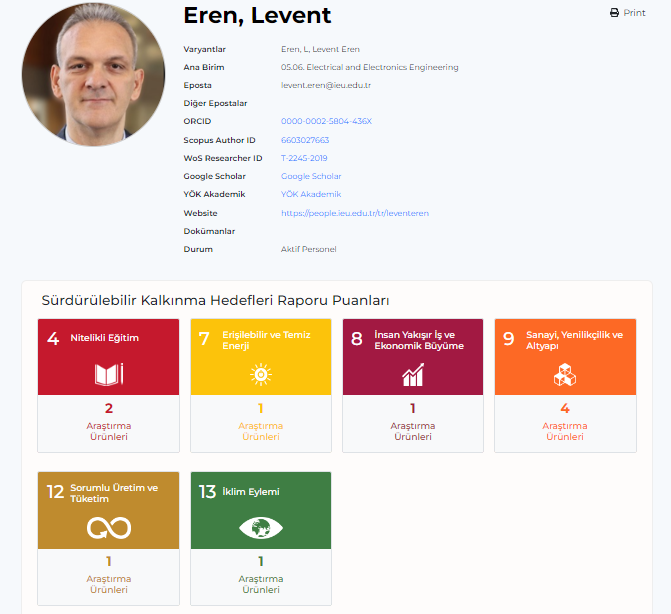 Eren, Levent
Print
Varyantlar Eren, L, Levent Eren
Ana Birim 05.06. Electrical and Electronics Engineering
Eposta levent.eren@ieu.edu.tr
Diğer Epostalar
ORCID 0000-0002-5804-436X
Scopus Author ID 6603027663
WoS Researcher ID T-2245-2019
Google Scholar Google Scholar
YÖK Akademik YÖK Akademik
Website https://people.ieu.edu.tr/tr/leventeren
Dokümanlar
Durum Aktif Personel
Sürdürülebilir Kalkınma Hedefleri Raporu Puanları
4 Nitelikli Eğitim
2
Araştırma
Ürünleri
7 Erişilebilir ve Temiz
Enerji
1
Araştırma
Ürünleri
8 İnsan Yakışır İş ve
Ekonomik Büyüme
1
Araştırma
Ürünleri
9 Sanayi, Yenilikçilik ve
Altyapı
4
Araştırma
Ürünleri
12 Sorumlu Üretim ve
Tüketim
1
Araştırma
Ürünleri
13 İklim Eylemi
1
Araştırma
Ürünleri